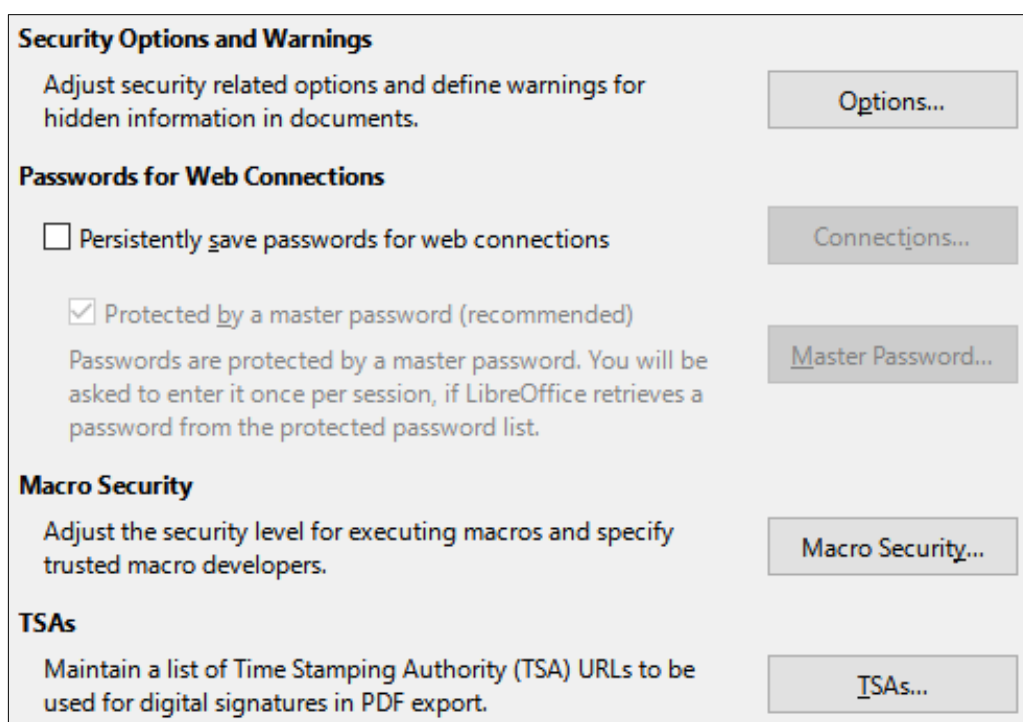 Security Options and Warnings
Adjust security related options and define warnings for
hidden information in documents.
Options...
Passwords for Web Connections
Persistently save passwords for web connections
Connections...
Protected by a master password (recommended)
Passwords are protected by a master password. You will be
asked to enter it once per session, if LibreOffice retrieves a
password from the protected password list.
Master Password...
Macro Security
Adjust the security level for executing macros and specify
trusted macro developers.
Macro Security...
TSAs
Maintain a list of Time Stamping Authority (TSA) URLs to be
used for digital signatures in PDF export.
TSAs...